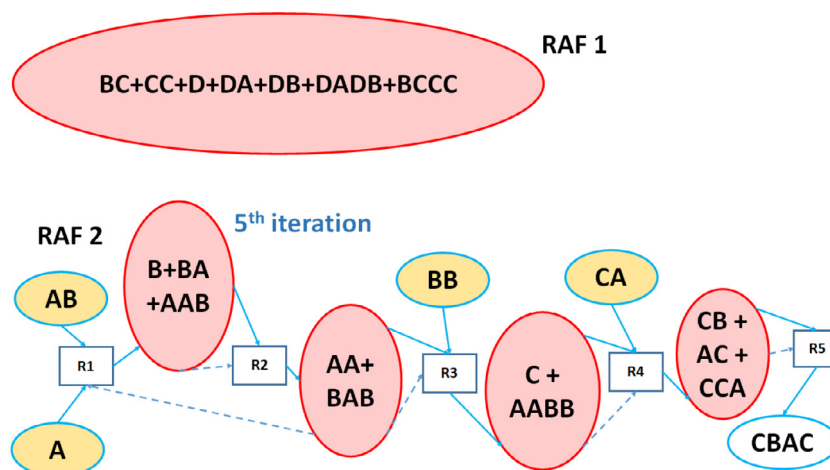 RAF 1
BC+CC+D+DA+DB+DADB+BCCC
5th iteration
RAF 2
B+BA
+AAB
AB
BB
CA
CB +
AC +
CCA
R1
R2
R3
R4
R5
AA+
BAB
C +
AABB
A
CBAC